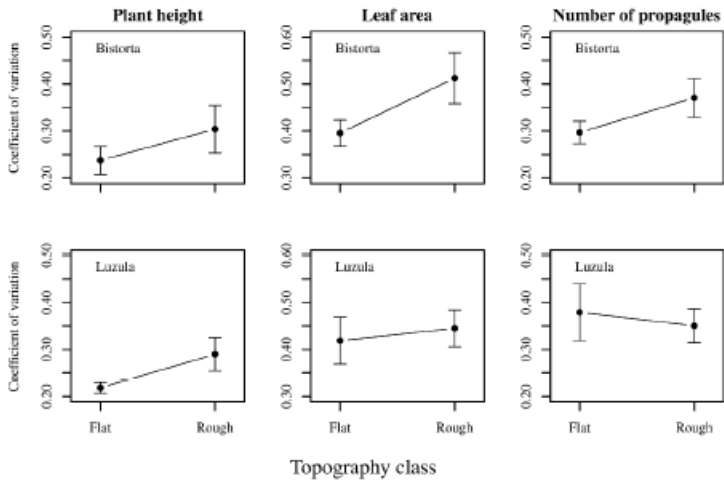 Plant height
Leaf area
Number of propagules
Coefficient of variation
0.20 0.30 0.40 0.50
Bistorta
0.30 0.40 0.50 0.60
Bistorta
0.20 0.30 0.40 0.50
Bistorta
Coefficient of variation
0.20 0.30 0.40 0.50
Luzula
0.30 0.40 0.50 0.60
Luzula
0.20 0.30 0.40 0.50
Luzula
Flat Rough
Flat Rough
Flat Rough
Topography class